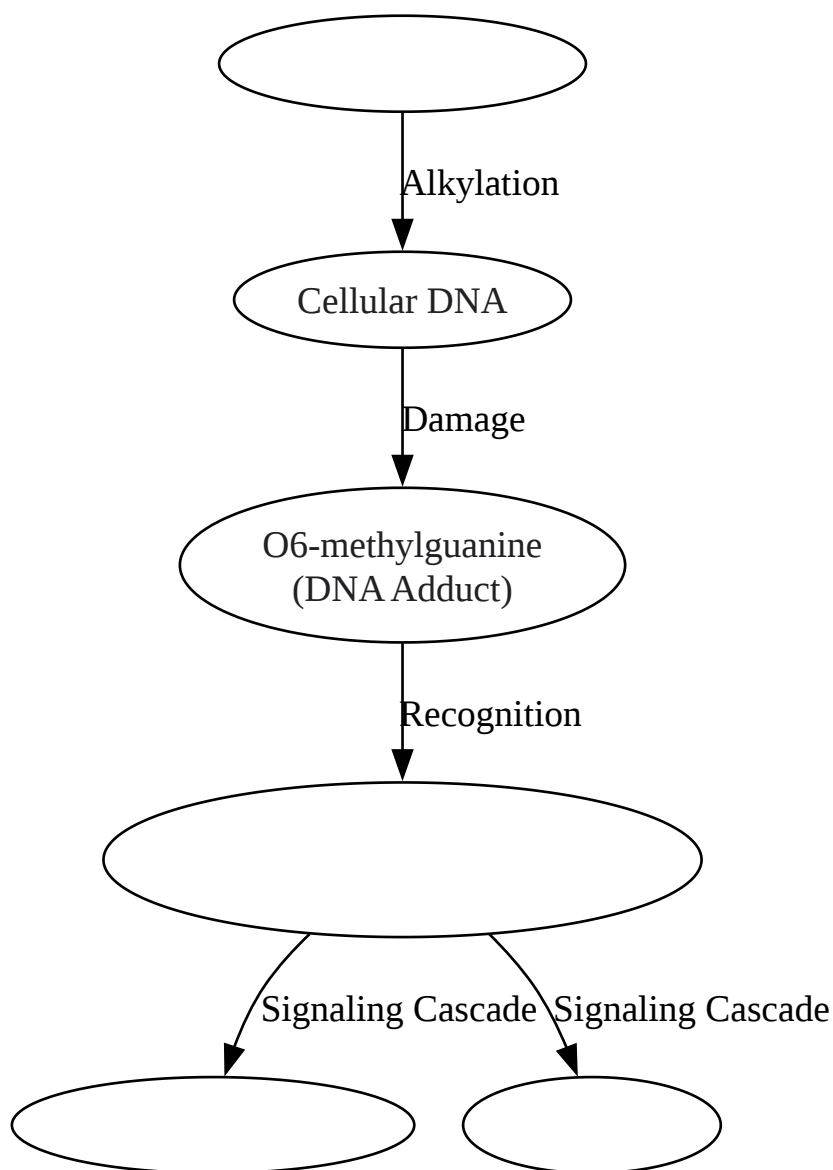 Alkylation
Cellular DNA
Damage
O6-methylguanine
(DNA Adduct)
Recognition
Signaling Cascade
Signaling Cascade